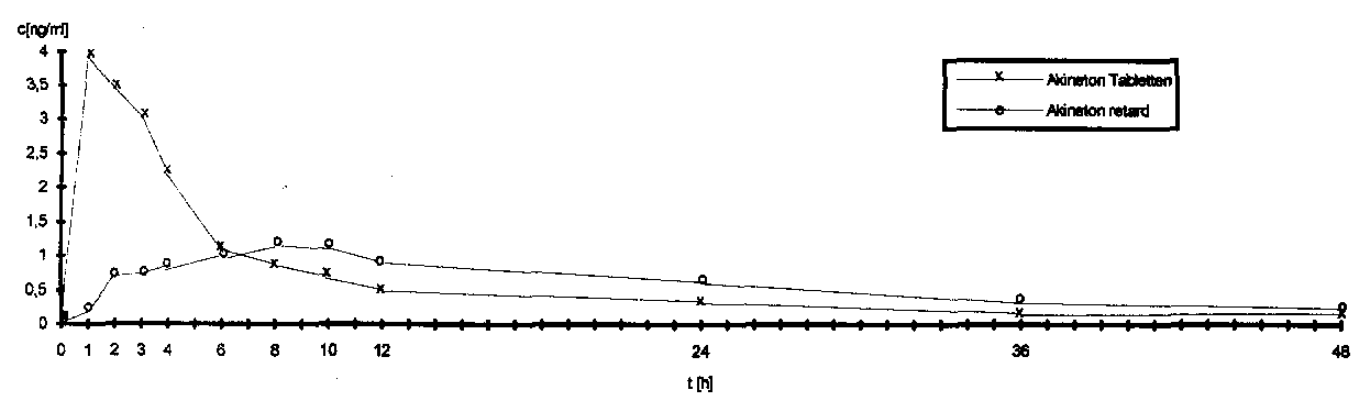 c[ng/ml]
4
3,5
3
2,5
2
1,5
1
0,5
0
0 1 2 3 4 6 8 10 12 24 36 48
t [h]
Akineton Tabletten
Akineton retard